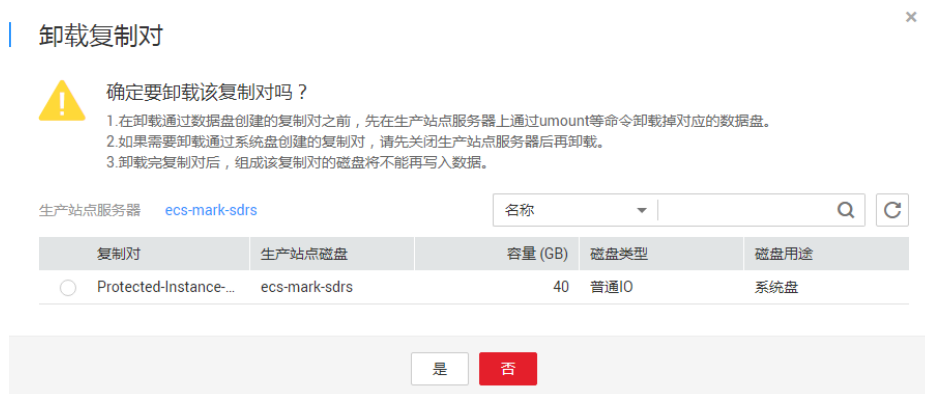 卸载复制对
确定要卸载该复制对吗？
1.在卸载通过数据盘创建的复制对之前，先在生产站点服务器上通过umount等命令卸载掉对应的数据盘。
2.如果需要卸载通过系统盘创建的复制对，请先关闭生产站点服务器后再卸载。
3.卸载完复制对后，组成该复制对的磁盘将不能再写入数据。
生产站点服务器 ecs-mark-sdrs 名称
复制对 生产站点磁盘 容量 (GB) 磁盘类型 磁盘用途
Protected-Instance-... ecs-mark-sdrs 40 普通IO 系统盘
是 否